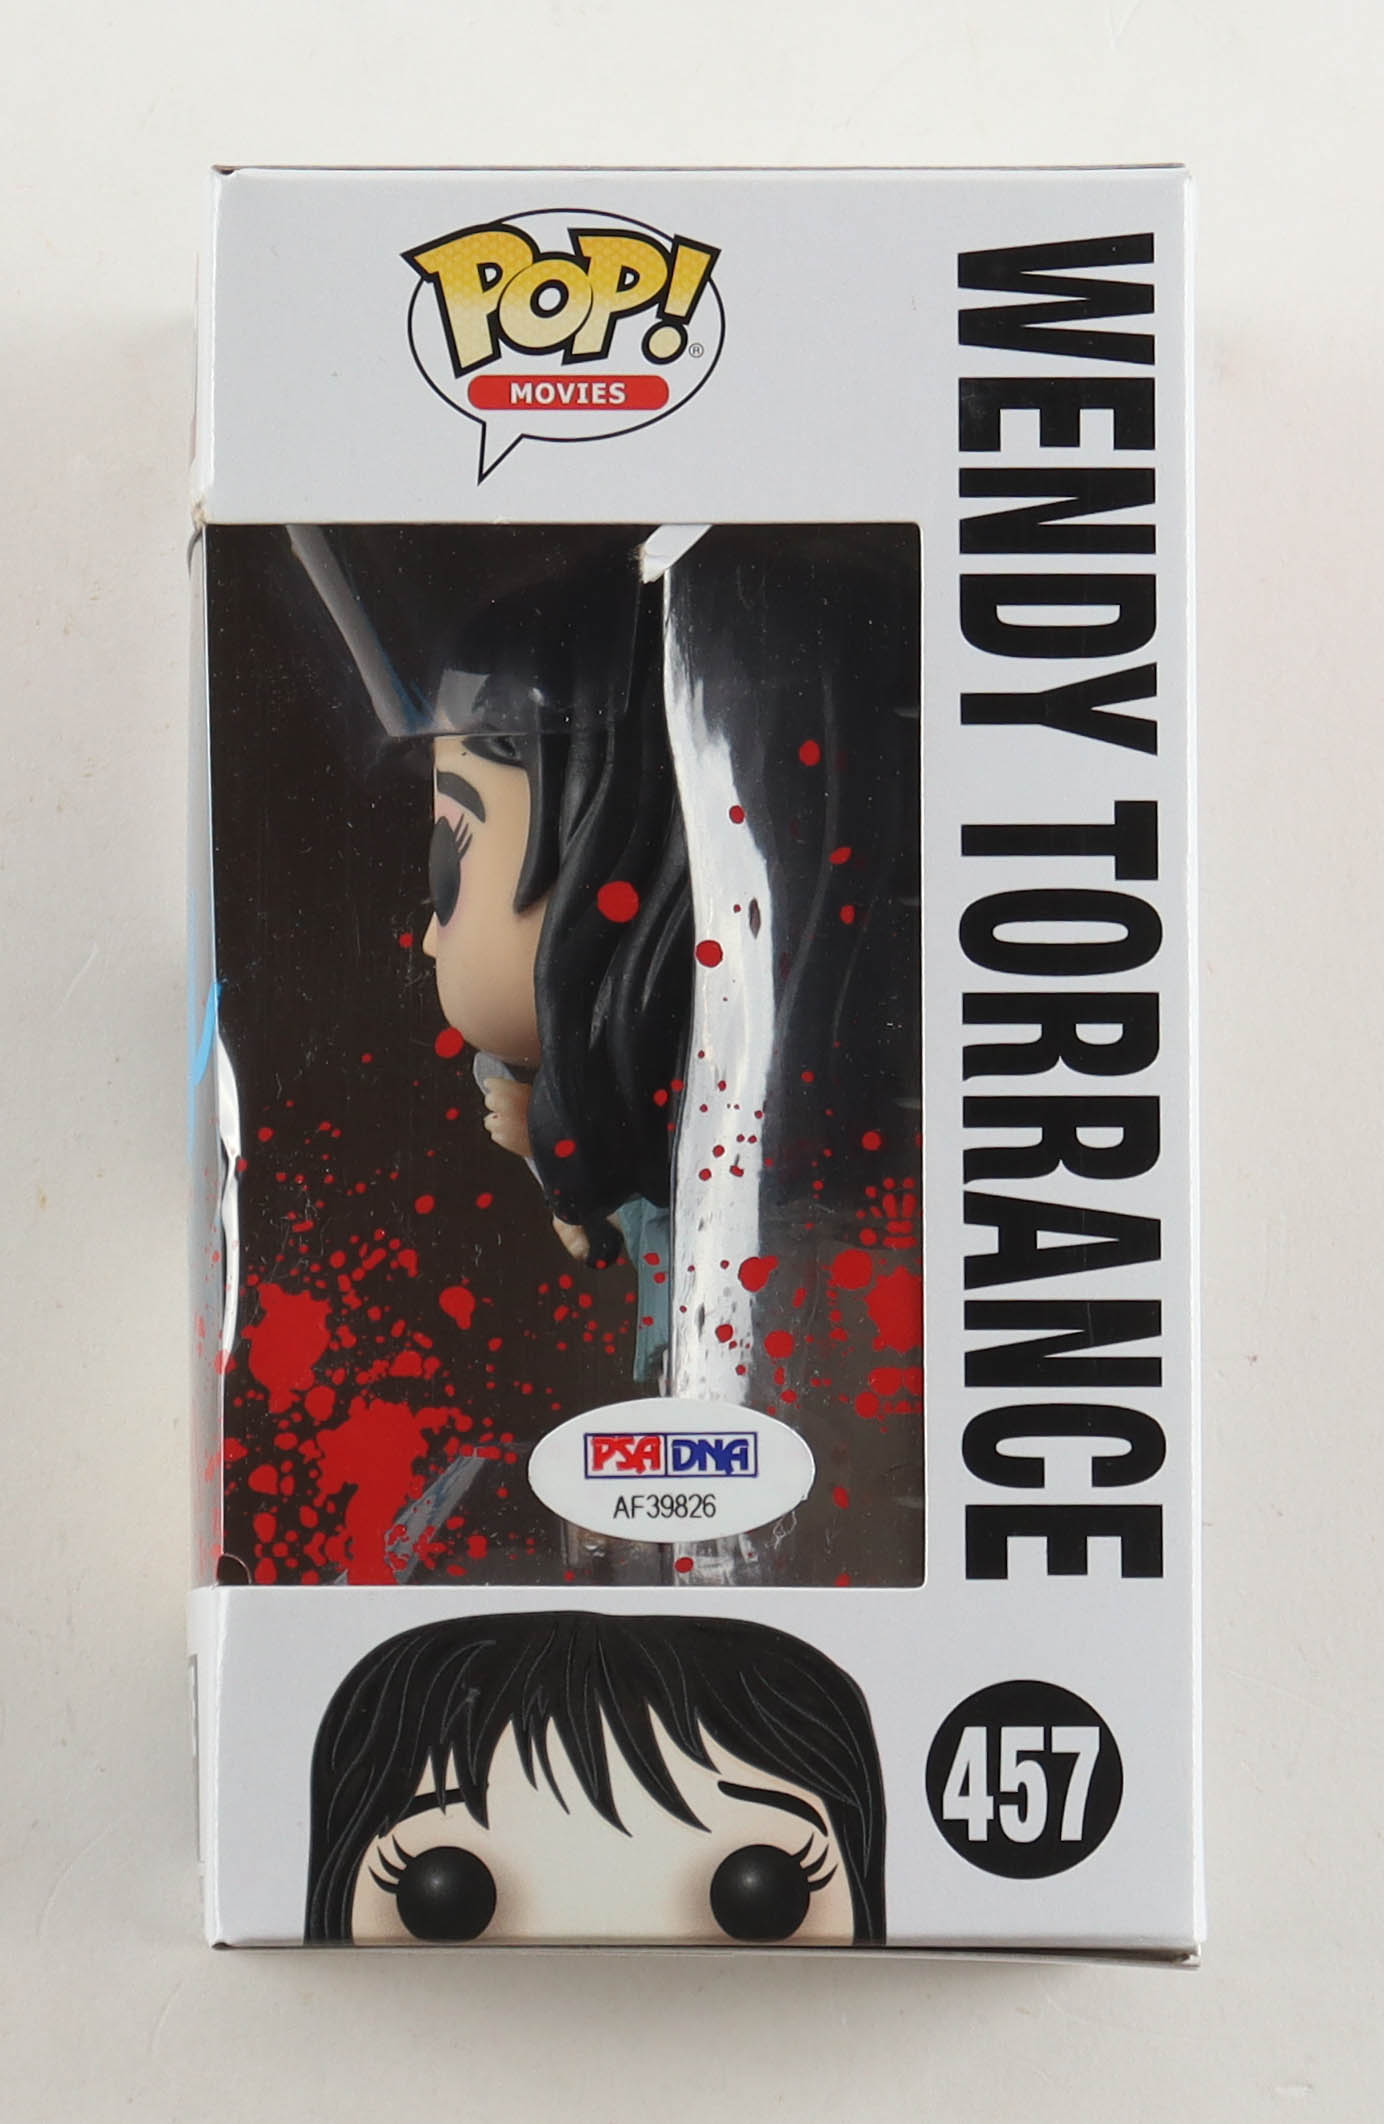 POP!
®
MOVIES
WENDY TORRANCE
PSA DNA
AF39826
457